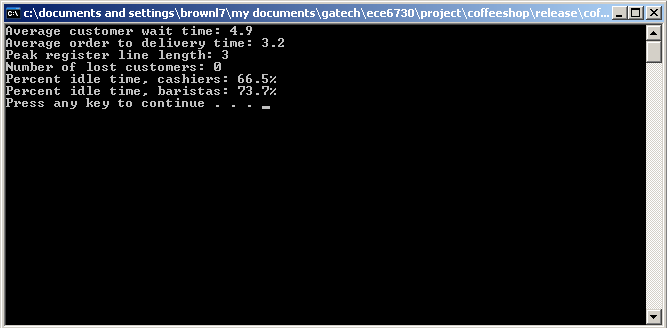 c:\documents and settings\brownl7\my documents\gatech\ece6730\project\coffeeshop\release\cof...
Average customer wait time: 4.9
Average order to delivery time: 3.2
Peak register line length: 3
Number of lost customers: 0
Percent idle time, cashiers: 66.5%
Percent idle time, baristas: 73.7%
Press any key to continue . . . _